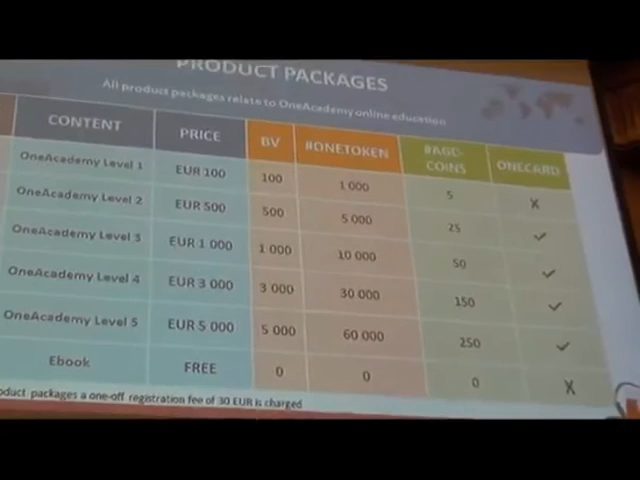 PRODUCT PACKAGES
All product packages relate to OneAcademy online education
CONTENT PRICE BV #ONETOKEN #AGC-COINS ONECARD
OneAcademy Level 1 EUR 100 100 1 000 5 X
OneAcademy Level 2 EUR 500 500 5 000 25 ✓
OneAcademy Level 3 EUR 1 000 1 000 10 000 50 ✓
OneAcademy Level 4 EUR 3 000 3 000 30 000 150 ✓
OneAcademy Level 5 EUR 5 000 5 000 60 000 250 ✓
Ebook FREE 0 0 0 X
packages a one-off registration fee of 30 EUR is charged